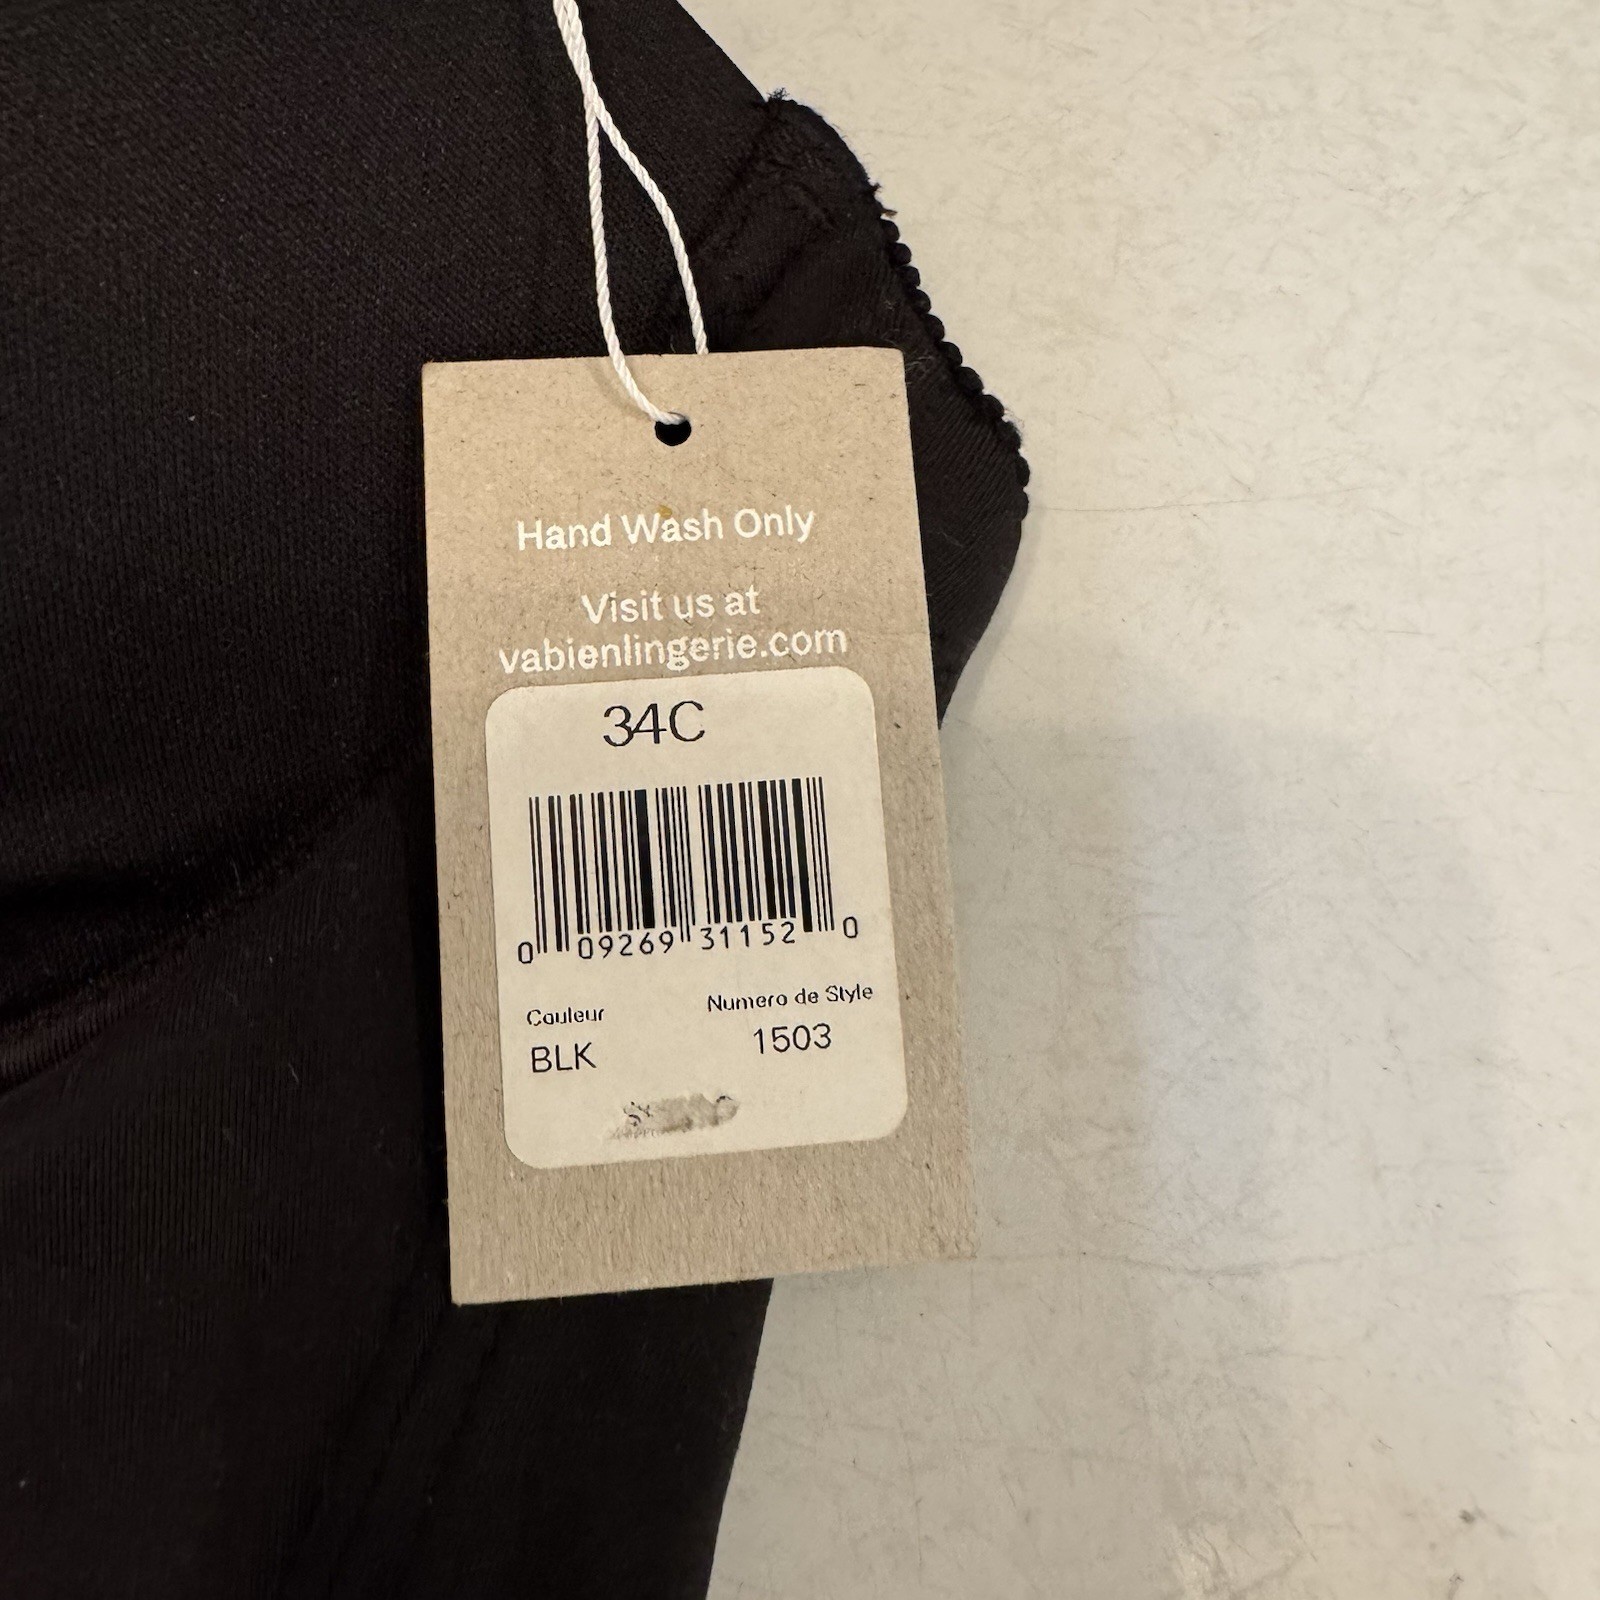 Hand Wash Only
Visit us at
vabienlingerie.com
34C
0 09269 31152 0
Couleur Numero de Style
BLK 1503